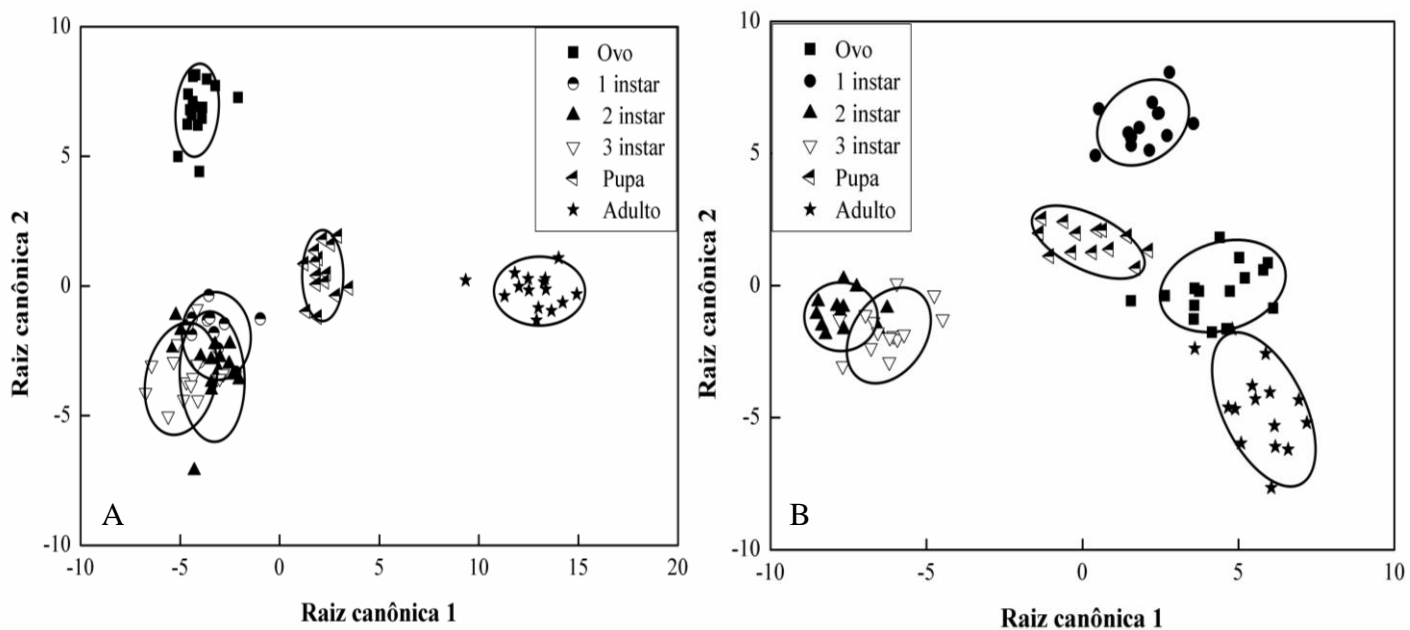 10
5
0
-5
-10
Raiz canônica 2
Ovo
1 instar
2 instar
3 instar
Pupa
Adulto
A
-10 -5 0 5 10 15 20
Raiz canônica 1
10
5
0
-5
-10
Raiz canônica 2
Ovo
1 instar
2 instar
3 instar
Pupa
Adulto
B
-10 -5 0 5 10
Raiz canônica 1